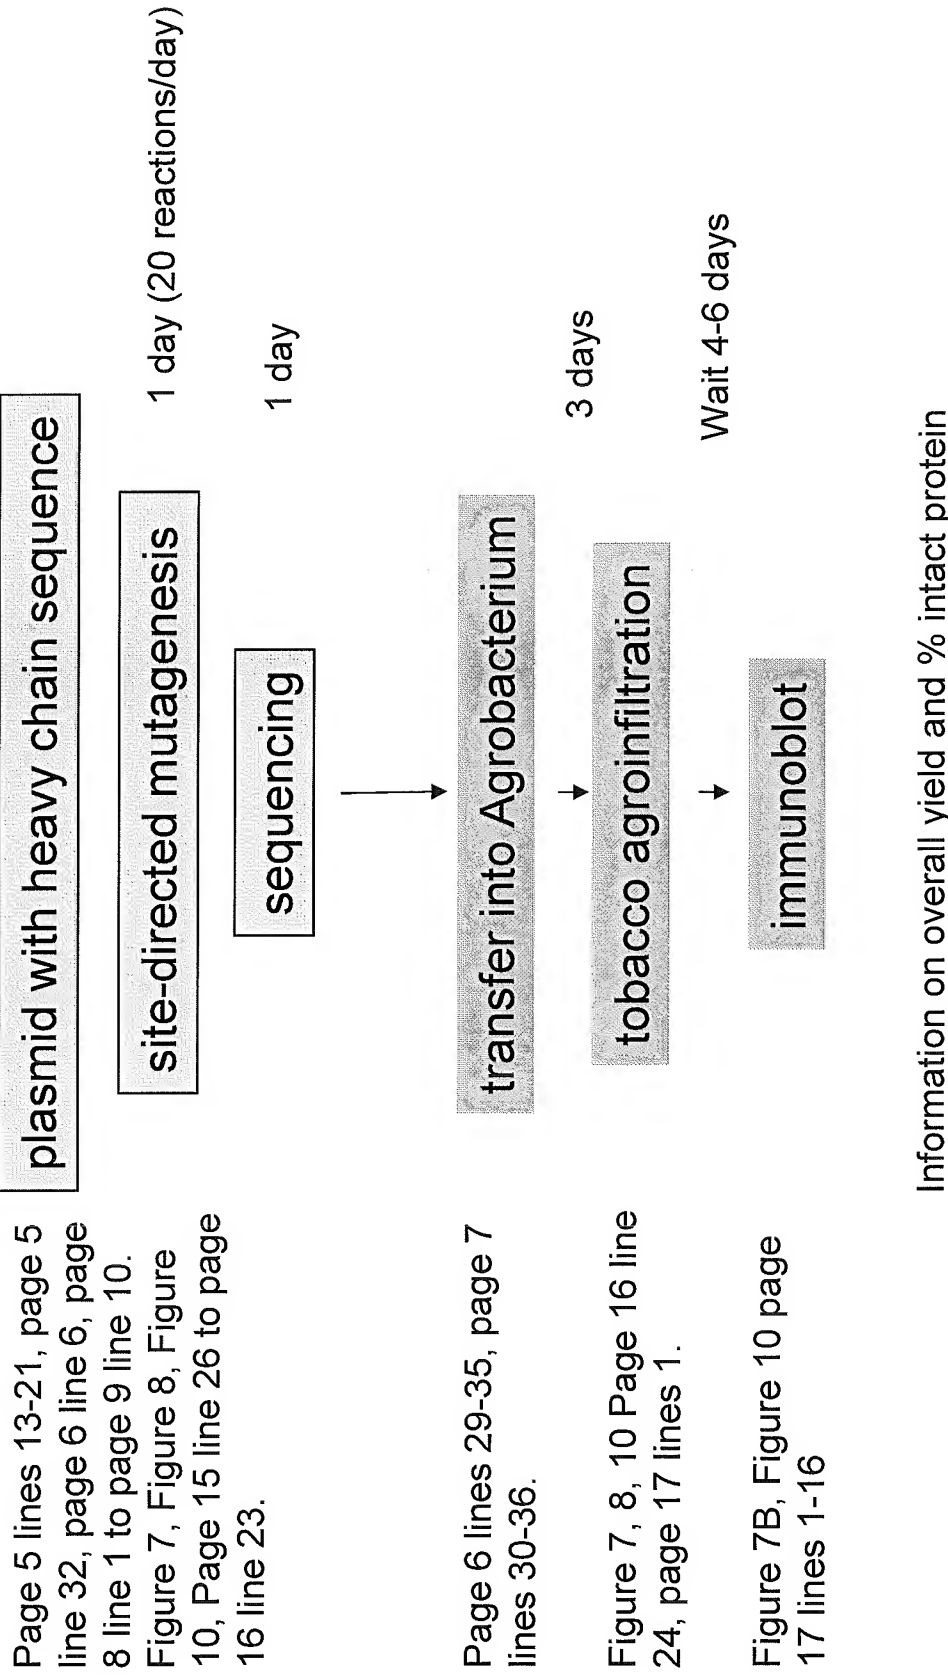 plasmid with heavy chain sequence
site-directed mutagenesis
1 day (20 reactions/day)
sequencing
1 day
transfer into Agrobacterium
3 days
tobacco agroinfiltration
Wait 4-6 days
immunoblot
Information on overall yield and % intact protein
Page 5 lines 13-21, page 5
line 32, page 6 line 6, page
8 line 1 to page 9 line 10.
Figure 7, Figure 8, Figure
10, Page 15 line 26 to page
16 line 23.
Page 6 lines 29-35, page 7
lines 30-36.
Figure 7, 8, 10 Page 16 line
24, page 17 lines 1.
Figure 7B, Figure 10 page
17 lines 1-16